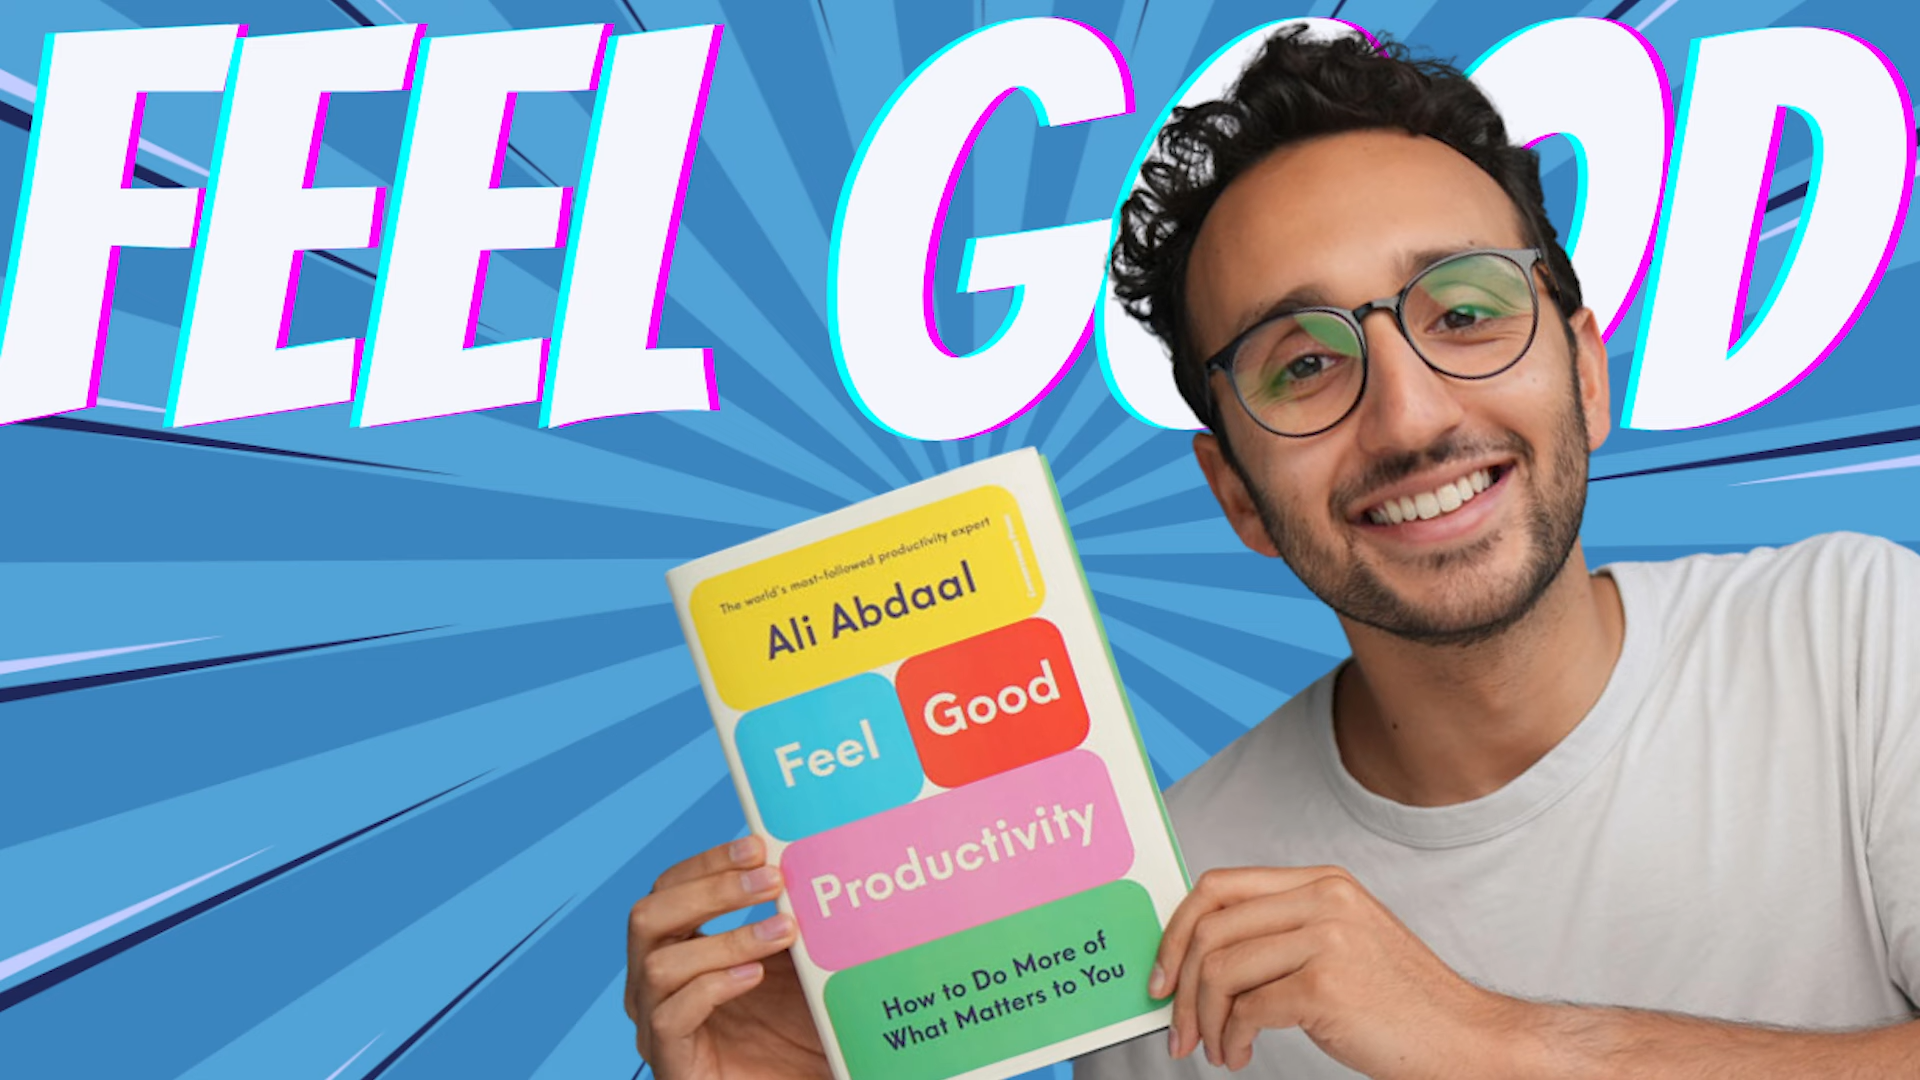 FEEL GOOD
The world's most-followed productivity expert
Ali Abdaal
Feel Good
Productivity
How to Do More of
What Matters to You